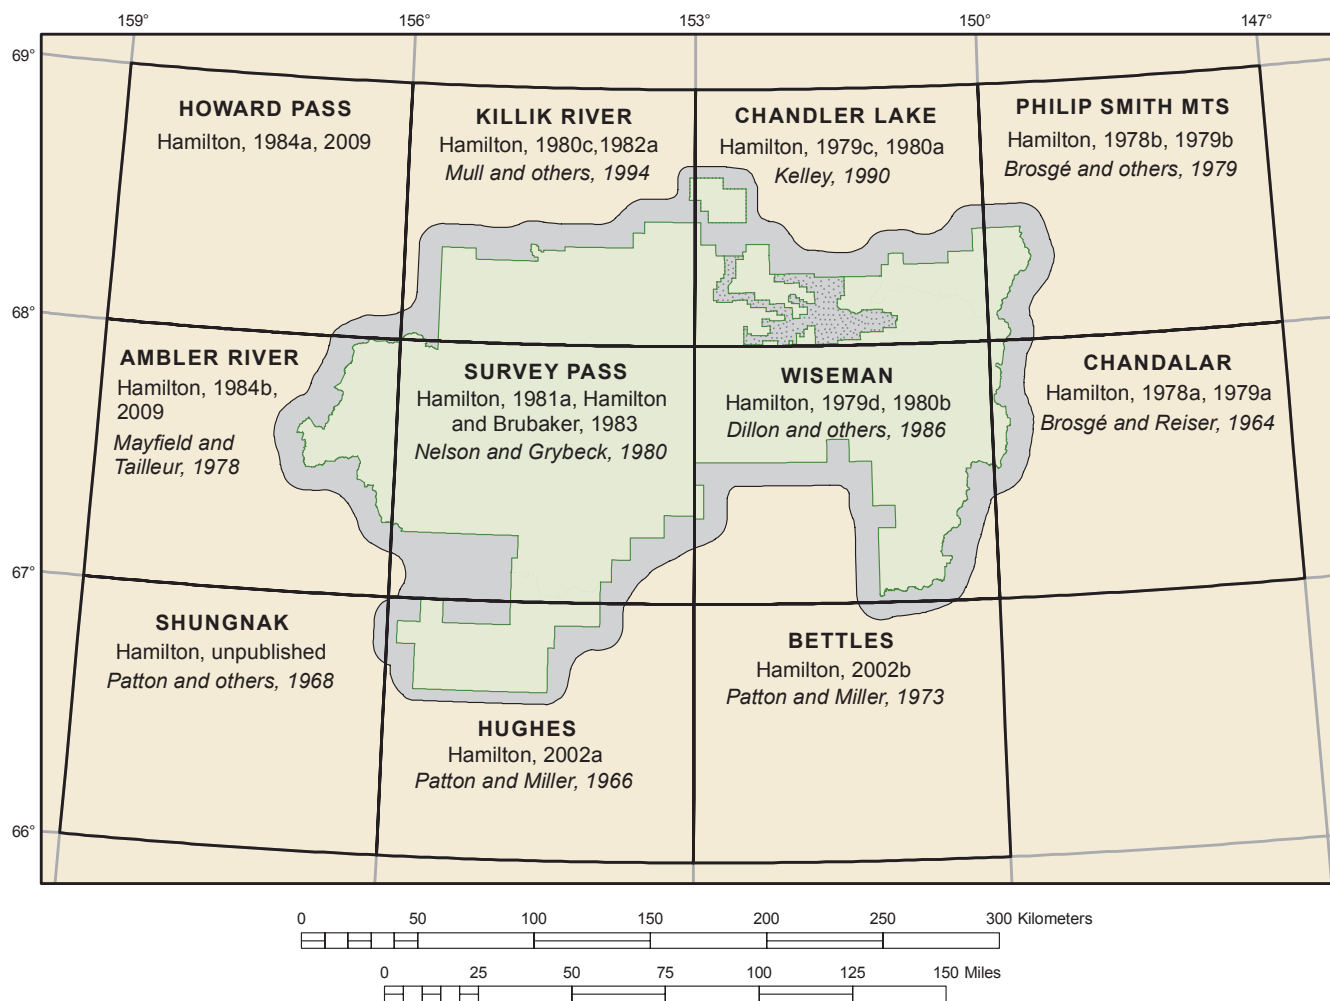 159°
156°
153°
150°
147°
69°
HOWARD PASS
Hamilton, 1984a, 2009
KILLIK RIVER
Hamilton, 1980c,1982a
Mull and others, 1994
CHANDLER LAKE
Hamilton, 1979c, 1980a
Kelley, 1990
PHILIP SMITH MTS
Hamilton, 1978b, 1979b
Brosgé and others, 1979
68°
AMBLER RIVER
Hamilton, 1984b,
2009
Mayfield and
Tailleur, 1978
SURVEY PASS
Hamilton, 1981a, Hamilton
and Brubaker, 1983
Nelson and Grybeck, 1980
WISEMAN
Hamilton, 1979d, 1980b
Dillon and others, 1986
CHANDALAR
Hamilton, 1978a, 1979a
Brosgé and Reiser, 1964
67°
SHUNGNAK
Hamilton, unpublished
Patton and others, 1968
HUGHES
Hamilton, 2002a
Patton and Miller, 1966
BETTLES
Hamilton, 2002b
Patton and Miller, 1973
66°
0 50 100 150 200 250 300 Kilometers
0 25 50 75 100 125 150 Miles